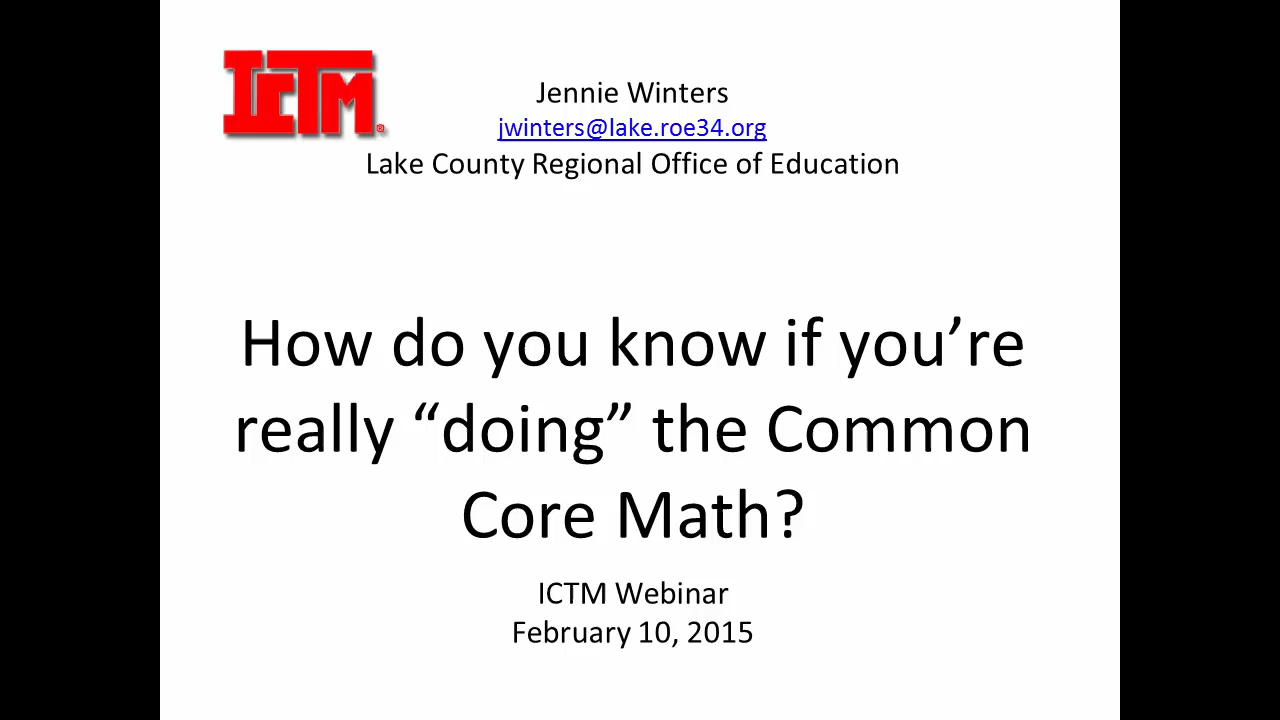 ICTM®
Jennie Winters
jwinters@lake.roe34.org
Lake County Regional Office of Education
How do you know if you’re
really “doing” the Common
Core Math?
ICTM Webinar
February 10, 2015